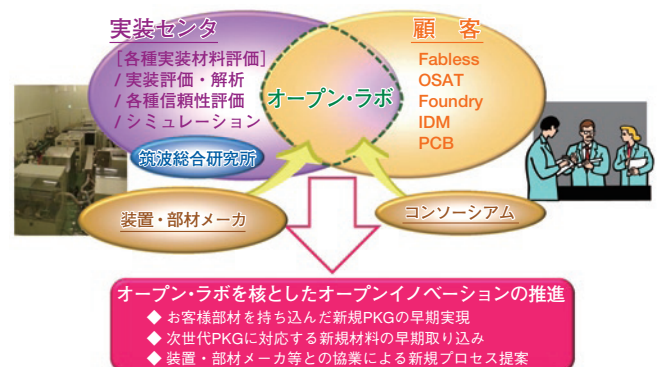 実装センタ
[各種実装材料評価]
/ 実装評価・解析
/ 各種信頼性評価
/ シミュレーション
筑波総合研究所
オープン・ラボ
顧 客
Fabless
OSAT
Foundry
IDM
PCB
装置・部材メーカ
コンソーシアム
オープン・ラボを核としたオープンイノベーションの推進
◆ お客様部材を持ち込んだ新規PKGの早期実現
◆ 次世代PKGに対応する新規材料の早期取り込み
◆ 装置・部材メーカ等との協業による新規プロセス提案